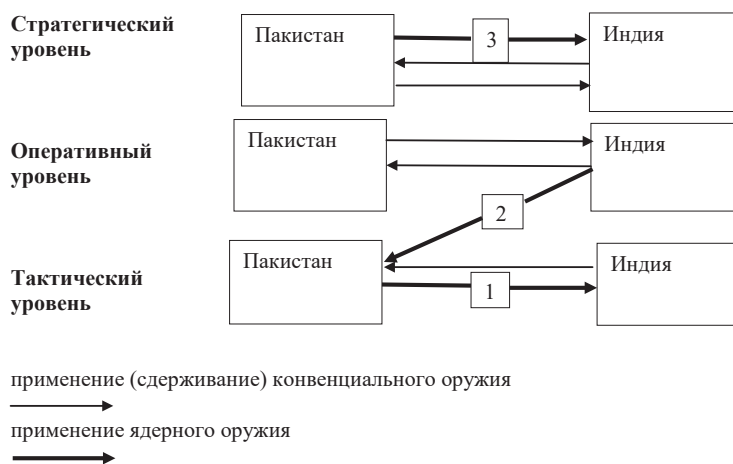 Стратегический
уровень
Пакистан
3
Индия
Оперативный
уровень
Пакистан
Индия
2
Тактический
уровень
Пакистан
1
Индия
применение (сдерживание) конвенциального оружия
применение ядерного оружия